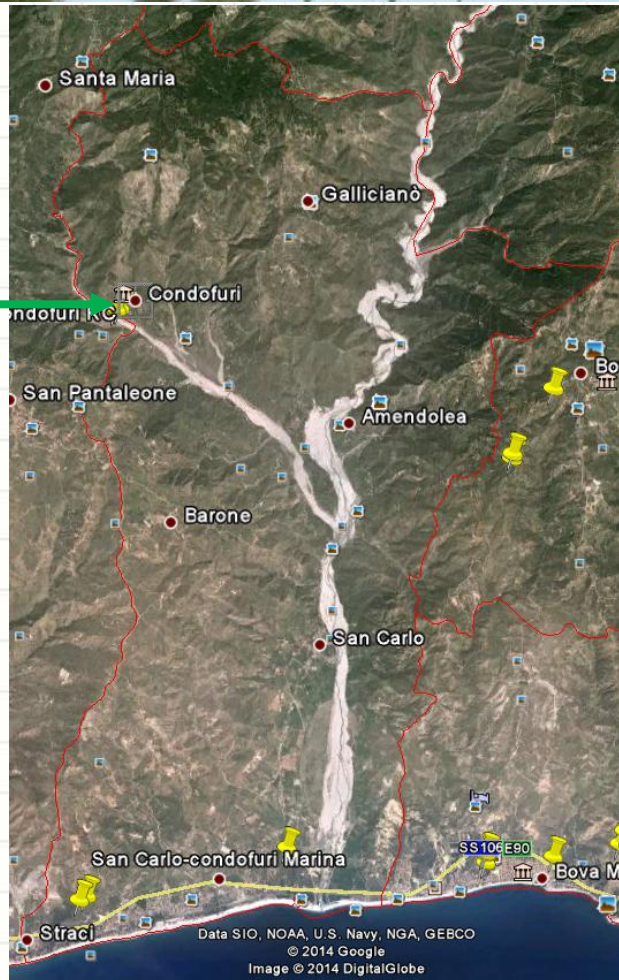 Santa Maria
Gallicianò
Condofuri
ondofuri RC
Bo
San Pantaleone
Amendolea
Barone
San Carlo
SS106 E90
San Carlo-condofuri Marina
Bova M
Straci
Data SIO, NOAA, U.S. Navy, NGA, GEBCO
© 2014 Google
Image © 2014 DigitalGlobe